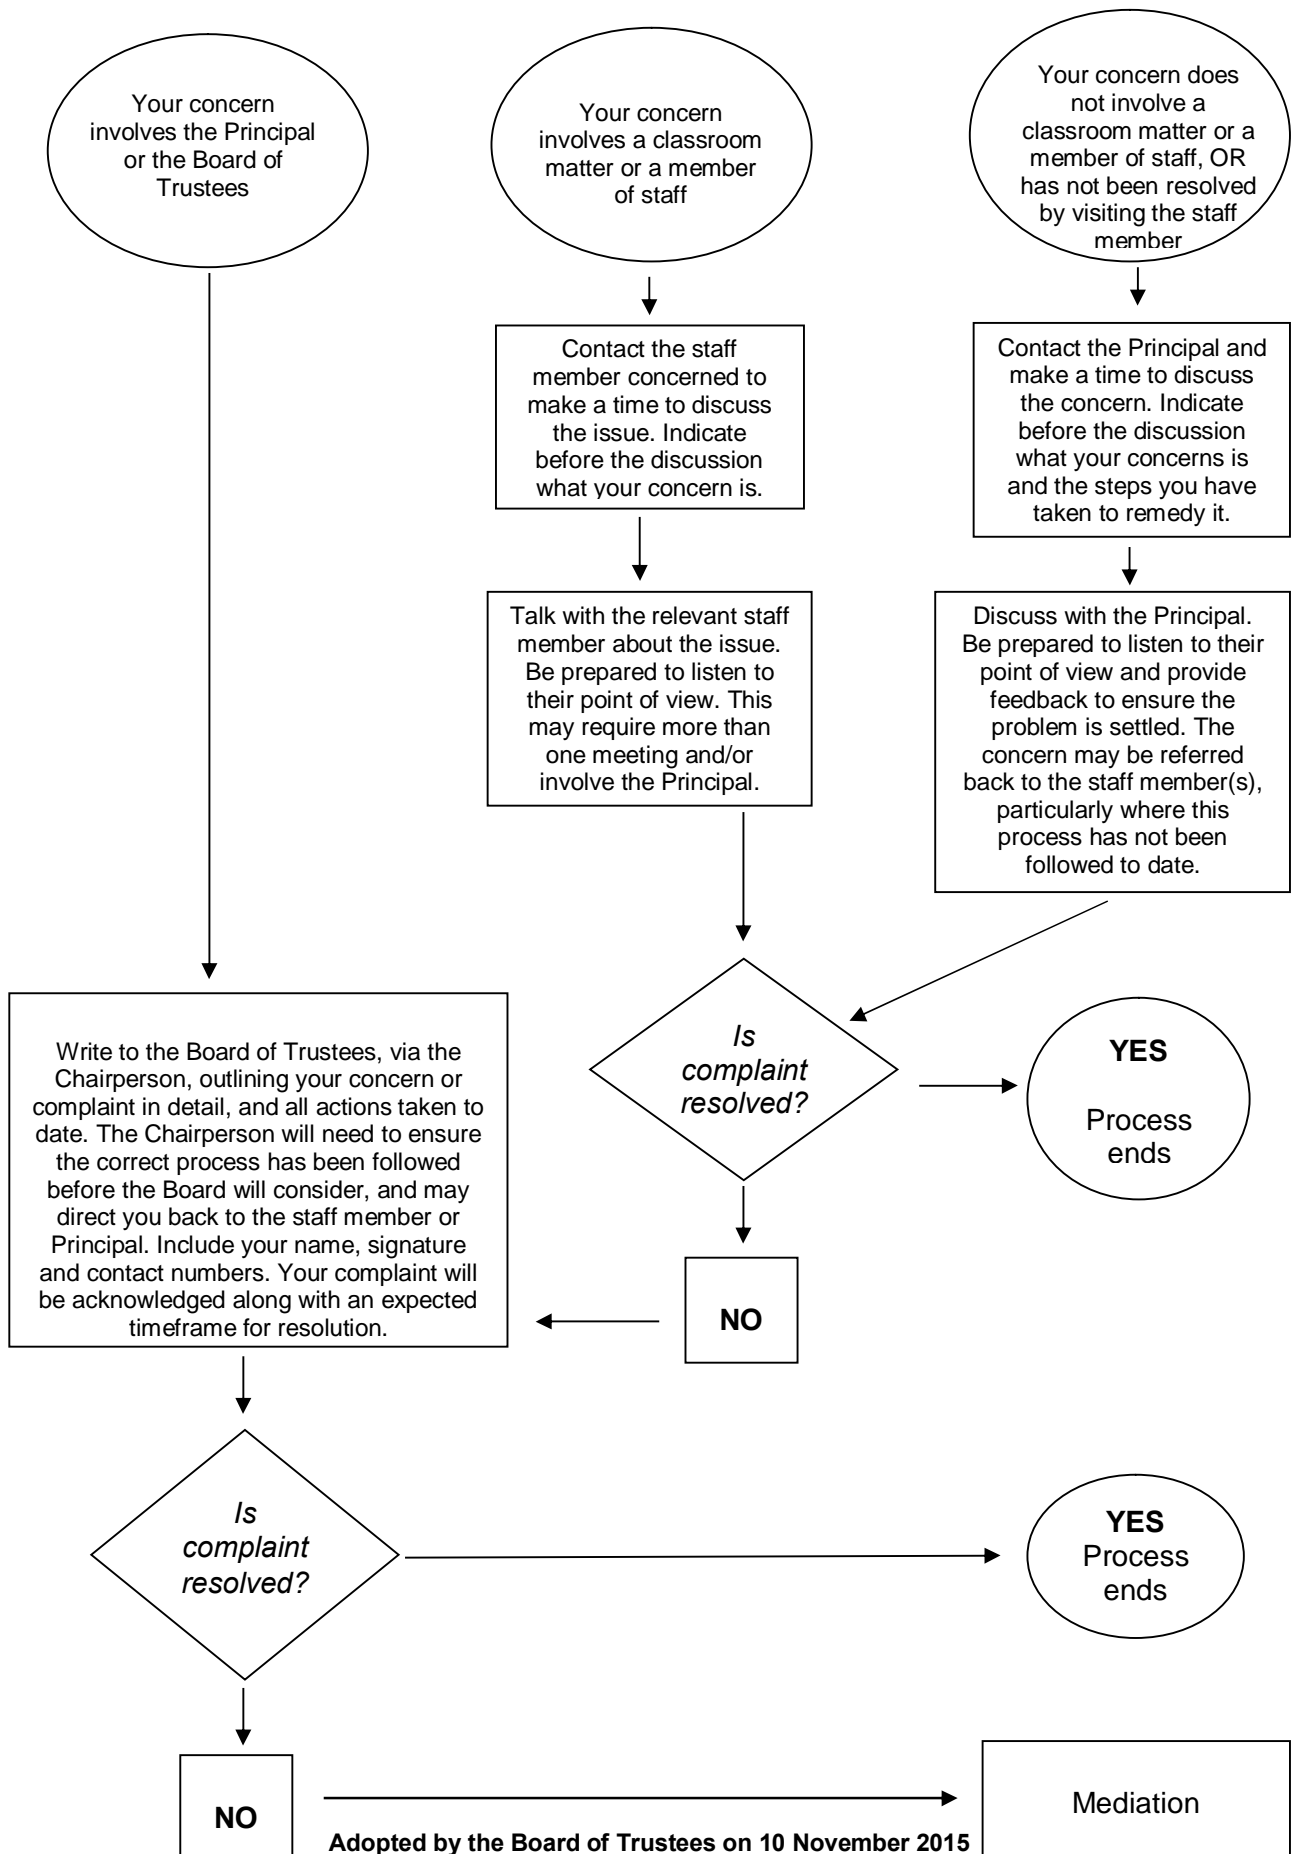 Your concern
involves the Principal
or the Board of
Trustees
Your concern
involves a classroom
matter or a member
of staff
Your concern does
not involve a
classroom matter or a
member of staff, OR
has not been resolved
by visiting the staff
member
Contact the staff
member concerned to
make a time to discuss
the issue. Indicate
before the discussion
what your concern is.
Contact the Principal and
make a time to discuss
the concern. Indicate
before the discussion
what your concerns is
and the steps you have
taken to remedy it.
Talk with the relevant staff
member about the issue.
Be prepared to listen to
their point of view. This
may require more than
one meeting and/or
involve the Principal.
Discuss with the Principal.
Be prepared to listen to their
point of view and provide
feedback to ensure the
problem is settled. The
concern may be referred
back to the staff member(s),
particularly where this
process has not been
followed to date.
Is
complaint
resolved?
YES
Process
ends
Write to the Board of Trustees, via the
Chairperson, outlining your concern or
complaint in detail, and all actions taken to
date. The Chairperson will need to ensure
the correct process has been followed
before the Board will consider, and may
direct you back to the staff member or
Principal. Include your name, signature
and contact numbers. Your complaint will
be acknowledged along with an expected
timeframe for resolution.
NO
Is
complaint
resolved?
YES
Process
ends
NO
Mediation
Adopted by the Board of Trustees on 10 November 2015